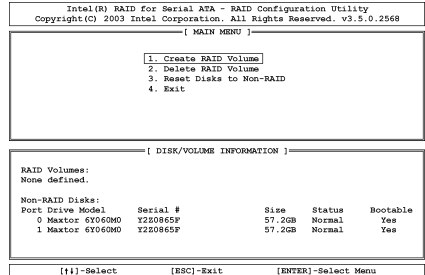 Intel(R) RAID for Serial ATA - RAID Configuration Utility
Copyright(C) 2003 Intel Corporation. All Rights Reserved. v3.5.0.2568
[ MAIN MENU ]
1. Create RAID Volume
2. Delete RAID Volume
3. Reset Disks to Non-RAID
4. Exit
[ DISK/VOLUME INFORMATION ]
RAID Volumes:
None defined.
Non-RAID Disks:
Port Drive Model Serial # Size Status Bootable
0 Maxtor 6Y060M0 Y2Z0865F 57.2GB Normal Yes
1 Maxtor 6Y060M0 Y2Z0865F 57.2GB Normal Yes
[↑↓]-Select [ESC]-Exit [ENTER]-Select Menu